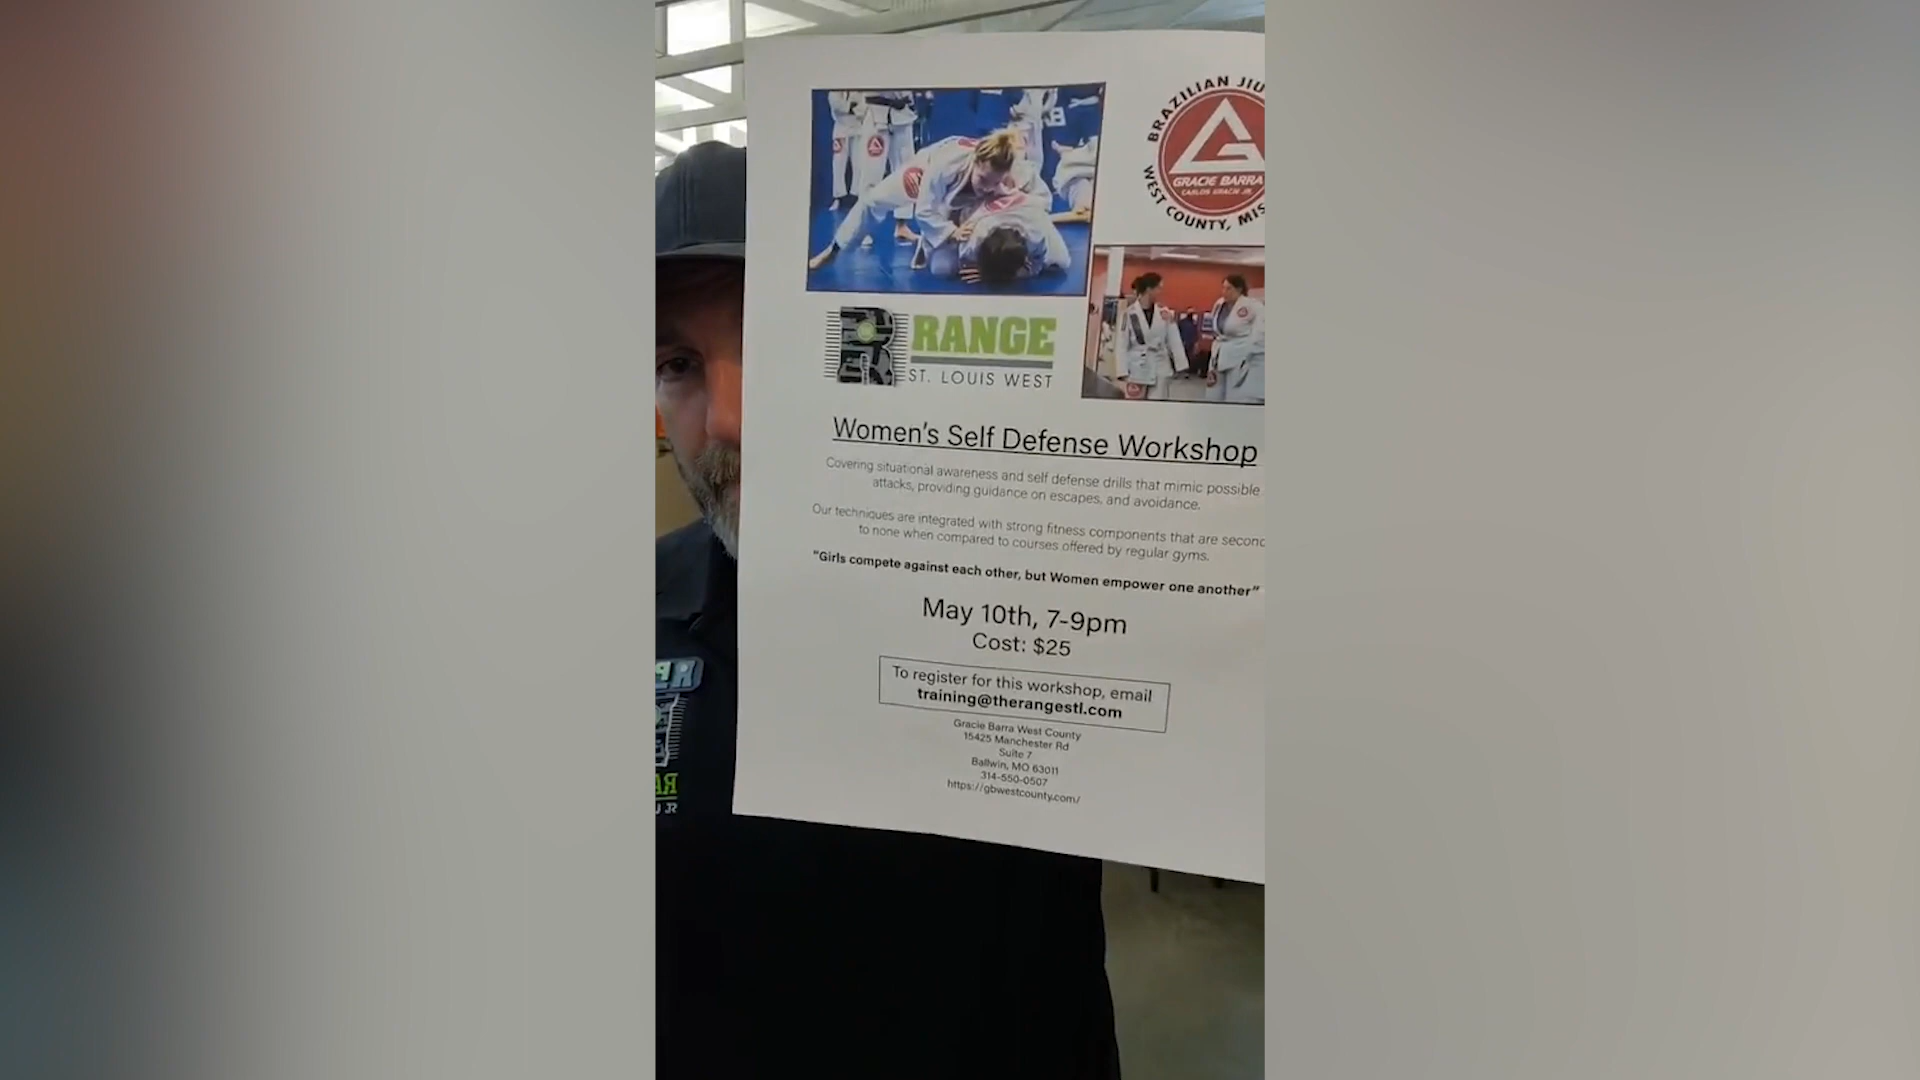 BRAZILIAN JIU
GRACIE BARRA
CARLOS GRACIE JR.
WEST COUNTY, MIS
RANGE
ST. LOUIS WEST
Women's Self Defense Workshop
Covering situational awareness and self defense drills that mimic possible
attacks, providing guidance on escapes, and avoidance.
Our techniques are integrated with strong fitness components that are second
to none when compared to courses offered by regular gyms.
"Girls compete against each other, but Women empower one another"
May 10th, 7-9pm
Cost: $25
To register for this workshop, email
training@therangestl.com
Gracie Barra West County
15425 Manchester Rd
Suite 7
Ballwin, MO 63011
314-550-0507
https://gbwestcounty.com/